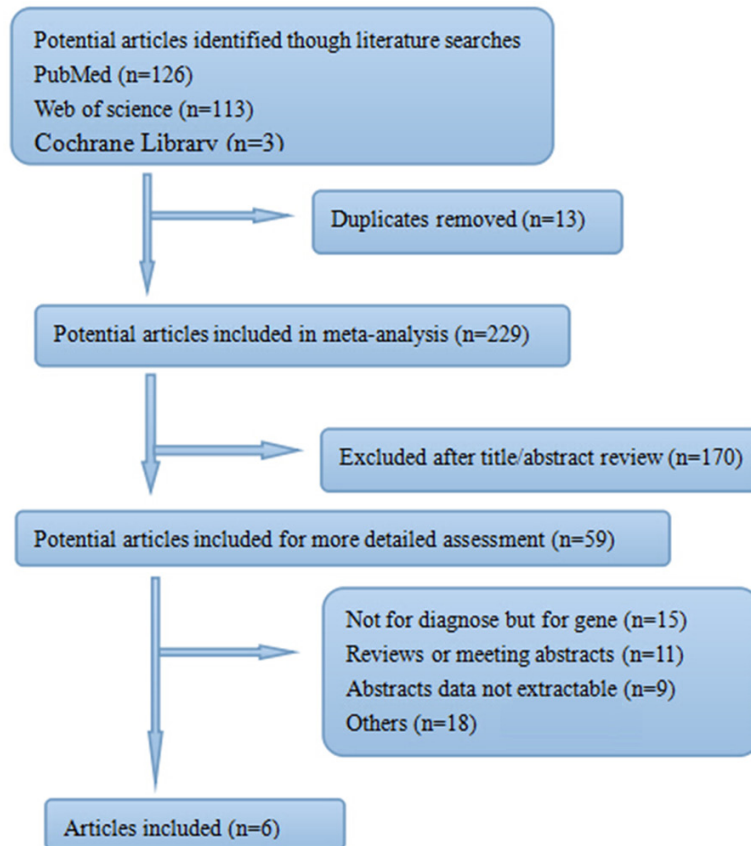 Potential articles identified though literature searches
PubMed (n=126)
Web of science (n=113)
Cochrane Library (n=3)
Duplicates removed (n=13)
Potential articles included in meta-analysis (n=229)
Excluded after title/abstract review (n=170)
Potential articles included for more detailed assessment (n=59)
Not for diagnose but for gene (n=15)
Reviews or meeting abstracts (n=11)
Abstracts data not extractable (n=9)
Others (n=18)
Articles included (n=6)